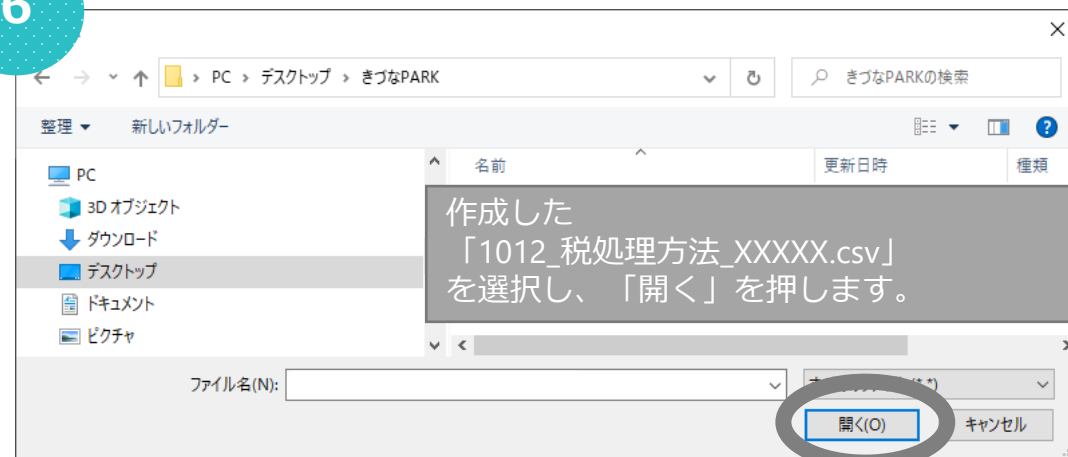 6
PC › デスクトップ › きづなPARK
きづなPARKの検索
整理 新しいフォルダー
PC
3D オブジェクト
ダウンロード
デスクトップ
ドキュメント
ピクチャ
名前 更新日時 種類
作成した
「1012_税処理方法_XXXXX.csv」
を選択し、「開く」を押します。
ファイル名(N):
開く(O) キャンセル